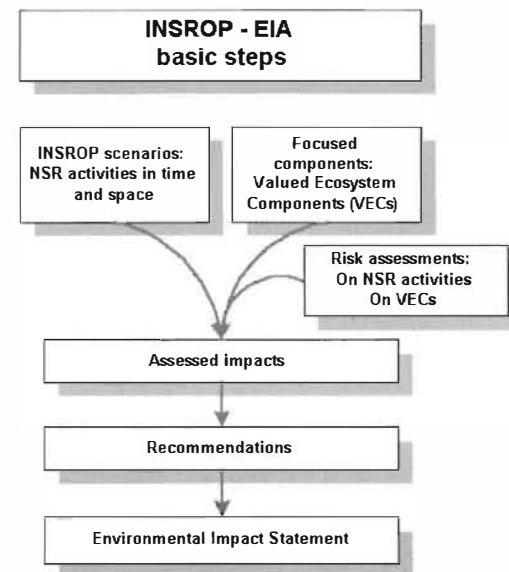 INSROP - EIA
basic steps
INSROP scenarios:
NSR activities in time
and space
Focused
components:
Valued Ecosystem
Components (VECs)
Risk assessments:
On NSR activities
On VECs
Assessed impacts
Recommendations
Environmental Impact Statement